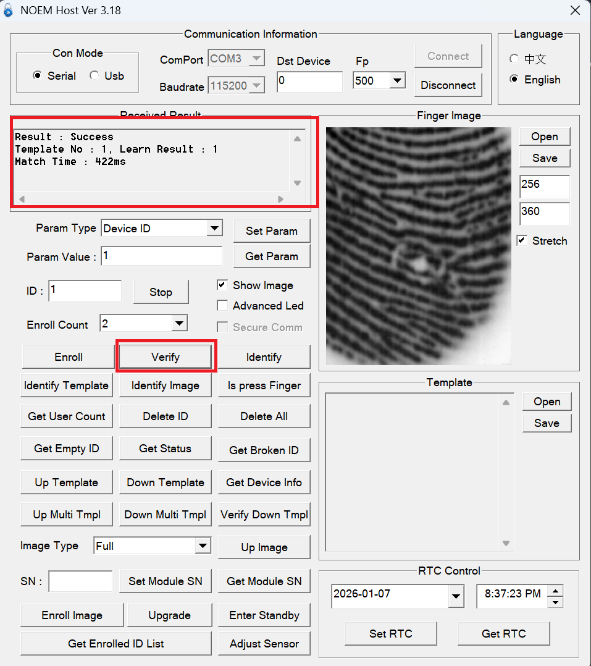 NOEM Host Ver 3.18
Communication Information
Con Mode
Serial
Usb
ComPort
COM3
Baudrate
115200
Dst Device
0
Fp
500
Connect
Disconnect
Language
中文
English
Received Result
Result : Success
Template No : 1, Learn Result : 1
Match Time : 422ms
Param Type
Device ID
Set Param
Param Value :
1
Get Param
ID :
1
Stop
Show Image
Advanced Led
Enroll Count
2
Secure Comm
Enroll
Verify
Identify
Identify Template
Identify Image
Is press Finger
Get User Count
Delete ID
Delete All
Get Empty ID
Get Status
Get Broken ID
Up Template
Down Template
Get Device Info
Up Multi Tmpl
Down Multi Tmpl
Verify Down Tmpl
Image Type
Full
Up Image
SN :
Set Module SN
Get Module SN
Enroll Image
Upgrade
Enter Standby
Get Enrolled ID List
Adjust Sensor
Finger Image
Open
Save
256
360
Stretch
Template
Open
Save
RTC Control
2026-01-07
8:37:23 PM
Set RTC
Get RTC